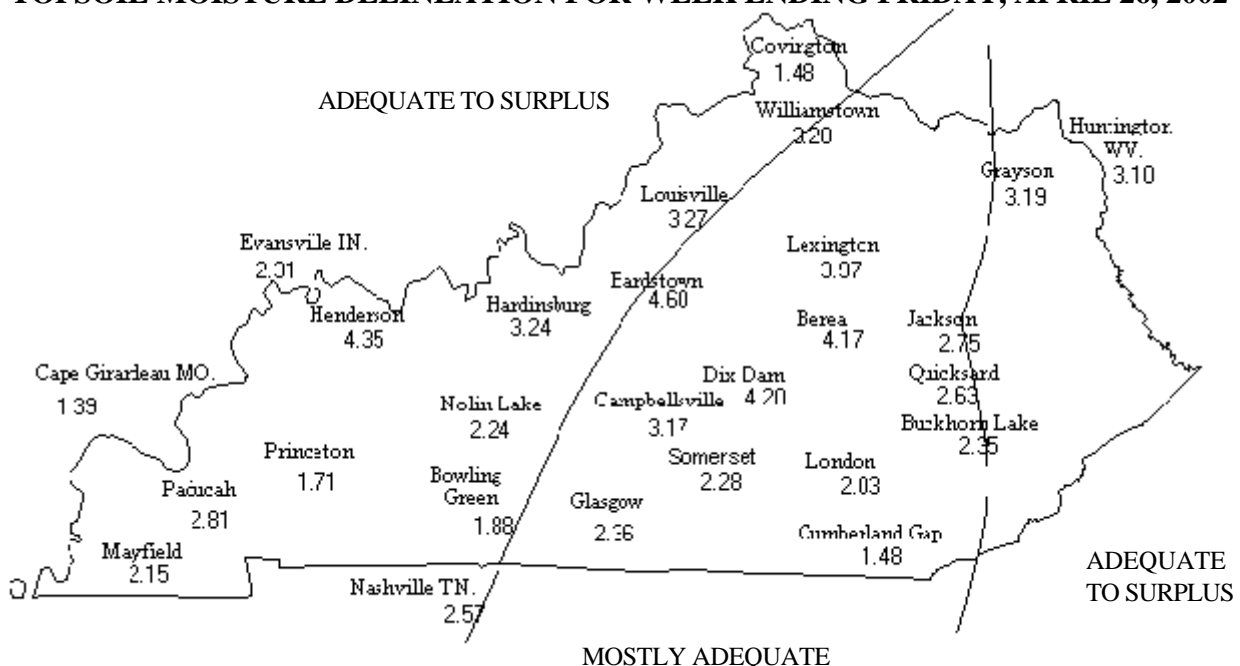 TOPSOIL MOISTURE DELINEATION FOR WEEK ENDING FRIDAY, APRIL 26, 2002
Covington
1.48
ADEQUATE TO SURPLUS
Williamstown
3.20
Huntington
WV.
3.10
Grayson
3.19
Louisville
3.27
Evansville IN.
Lexington
Bardstown
4.60
Henderson
4.35
Hardinsburg
3.24
Berea
4.17
Jackson
2.75
Cape Girardeau MO.
1.39
Dix Dam
4.20
Quicksand
2.63
Nolin Lake
2.24
Campbellsville
3.17
Buckhorn Lake
2.35
Princeton
1.71
Somerset
2.28
London
2.03
Paducah
2.81
Bowling
Green
1.88
Glasgow
Cumberland Gap
1.48
Mayfield
2.15
Nashville TN.
2.57
ADEQUATE
TO SURPLUS
MOSTLY ADEQUATE